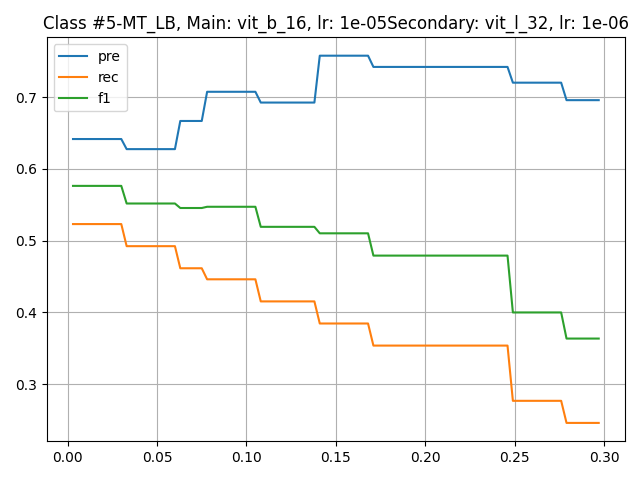 Class #5-MT_LB, Main: vit_b_16, lr: 1e-05Secondary: vit_l_32, lr: 1e-06
pre
rec
f1
0.7
0.6
0.5
0.4
0.3
0.00 0.05 0.10 0.15 0.20 0.25 0.30